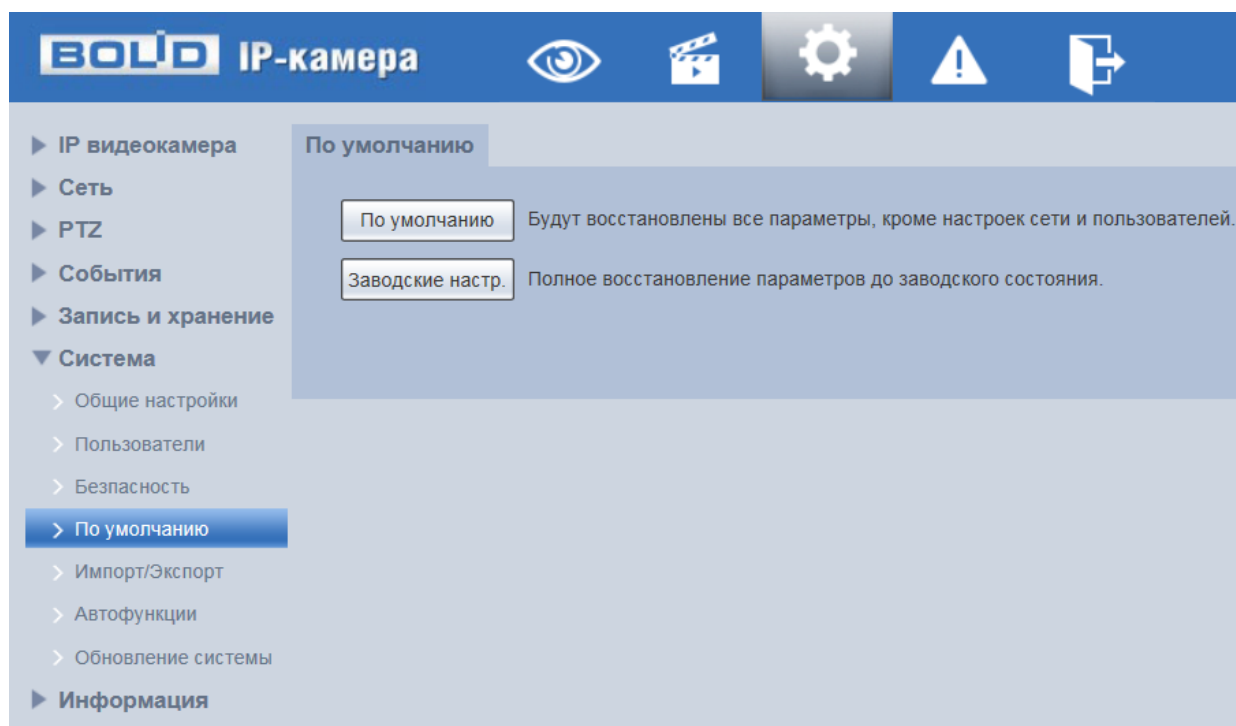 BOLID IP-камера
IP видеокамера
Сеть
PTZ
События
Запись и хранение
Система
Общие настройки
Пользователи
Безпасность
По умолчанию
Импорт/Экспорт
Автофункции
Обновление системы
Информация
По умолчанию
По умолчанию Будут восстановлены все параметры, кроме настроек сети и пользователей.
Заводские настр. Полное восстановление параметров до заводского состояния.